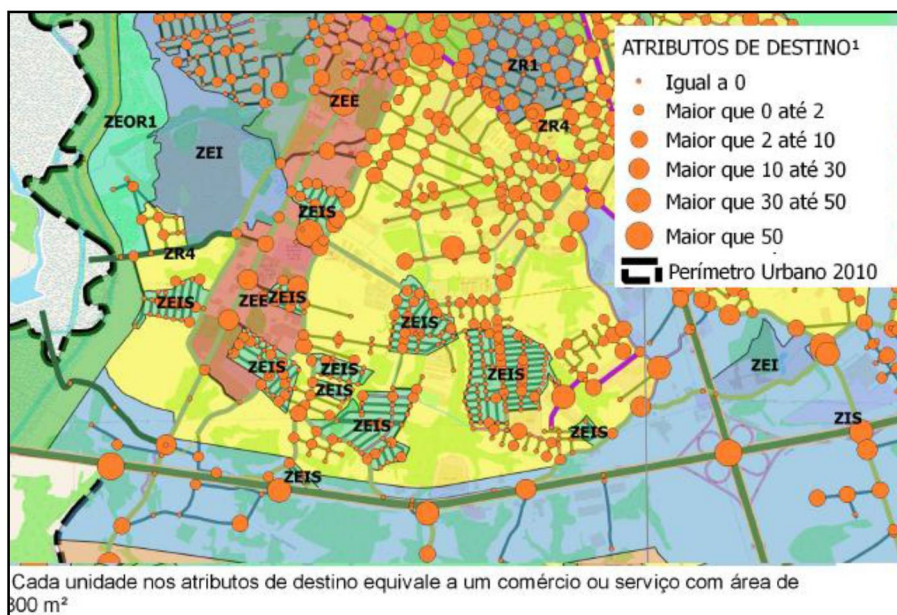 ATRIBUTOS DE DESTINO¹
Igual a 0
Maior que 0 até 2
Maior que 2 até 10
Maior que 10 até 30
Maior que 30 até 50
Maior que 50
Perímetro Urbano 2010
ZR1
ZEE
ZEOR1
ZR4
ZEI
ZEIS
ZR4
ZEIS
ZEE
ZEIS
ZEIS
ZEIS
ZEI
ZEIS
ZEIS
ZEIS
ZEIS
ZIS
ZEIS
ZEIS
Cada unidade nos atributos de destino equivale a um comércio ou serviço com área de
300 m²